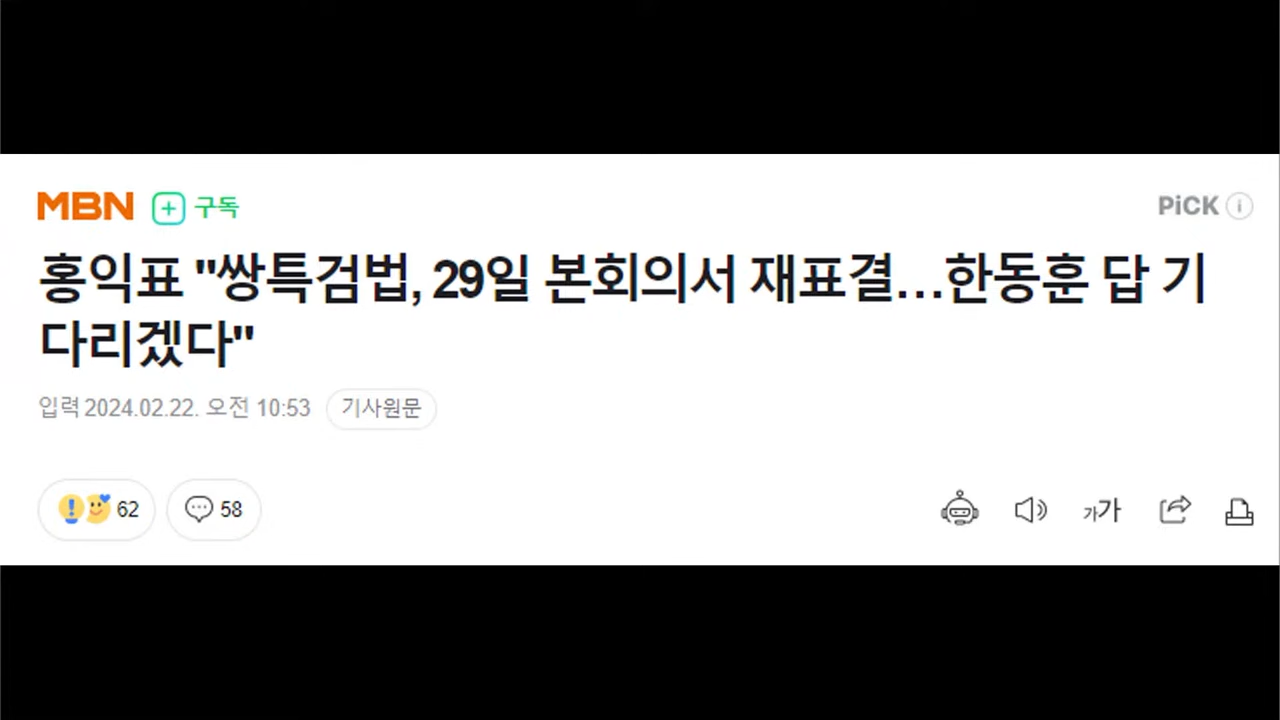 MBN 구독 PiCK
홍익표 "쌍특검법, 29일 본회의서 재표결…한동훈 답 기
다리겠다"
입력 2024.02.22. 오전 10:53 기사원문
62 58 가가